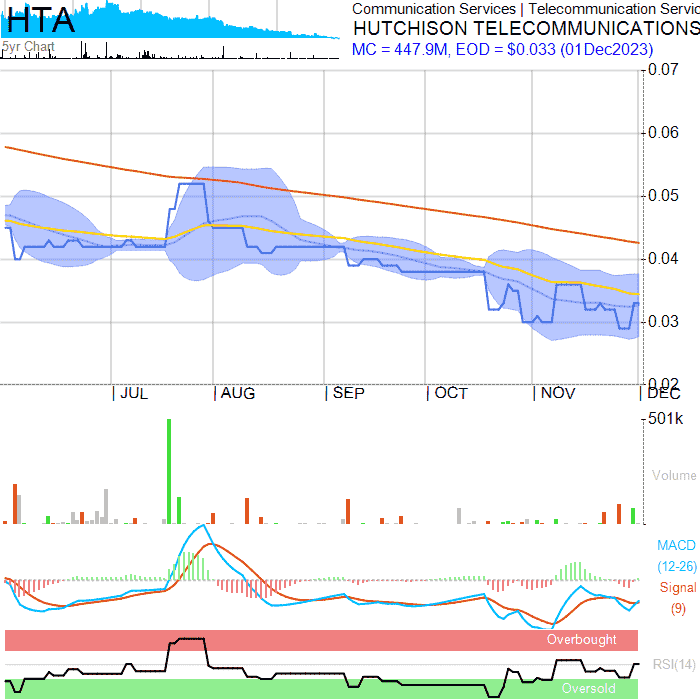 HTA
Communication Services | Telecommunication Servic
HUTCHISON TELECOMMUNICATIONS
5yr Chart
MC = 447.9M, EOD = $0.033 (01Dec2023)
0.07
0.06
0.05
0.04
0.03
0.02
JUL
AUG
SEP
OCT
NOV
DEC
501k
Volume
MACD
(12-26)
Signal
(9)
Overbought
RSI(14)
Oversold